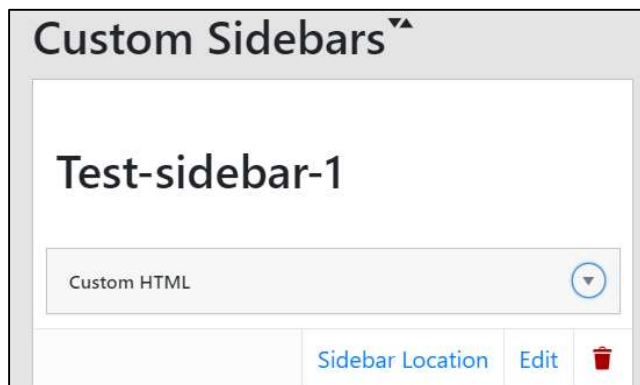 Custom Sidebars
Test-sidebar-1
Custom HTML
Sidebar Location Edit